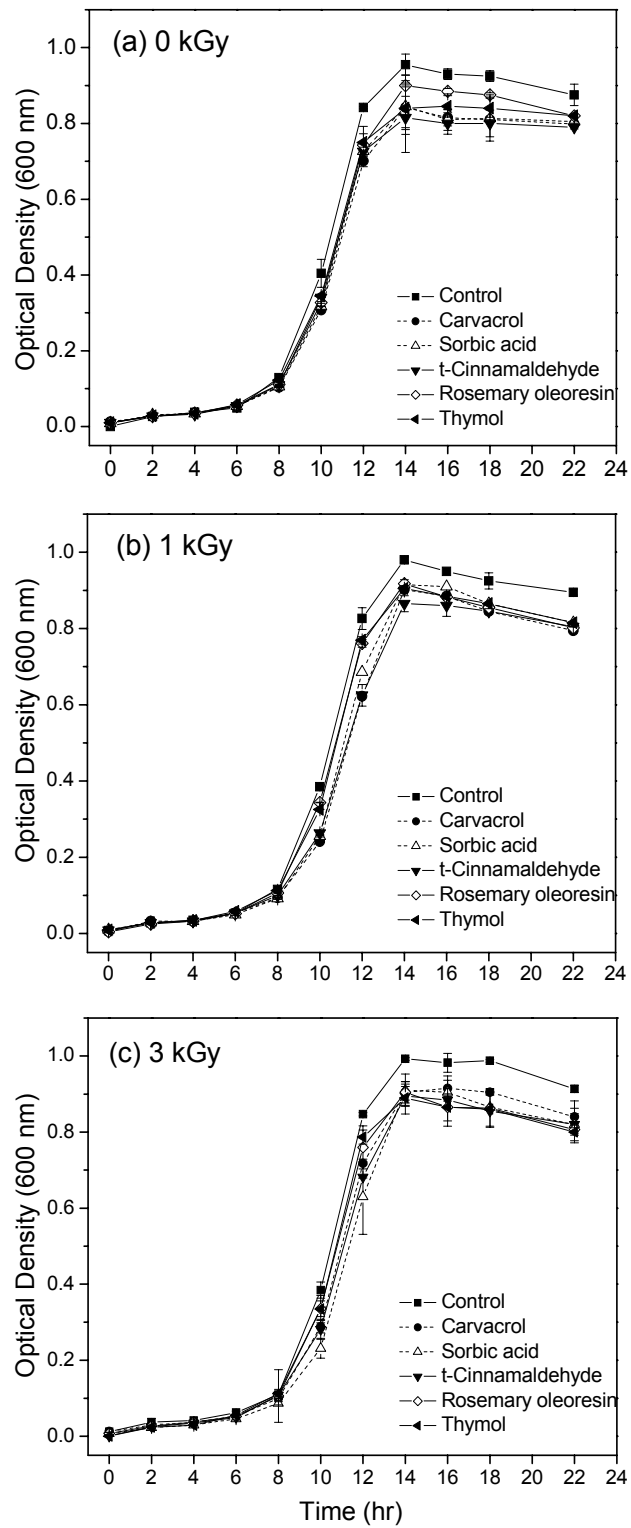 (a) 0 kGy
1.0
0.8
0.6
0.4
0.2
0.0
Optical Density (600 nm)
Control
Carvacrol
Sorbic acid
t-Cinnamaldehyde
Rosemary oleoresin
Thymol
0 2 4 6 8 10 12 14 16 18 20 22 24
(b) 1 kGy
1.0
0.8
0.6
0.4
0.2
0.0
Optical Density (600 nm)
Control
Carvacrol
Sorbic acid
t-Cinnamaldehyde
Rosemary oleoresin
Thymol
0 2 4 6 8 10 12 14 16 18 20 22 24
(c) 3 kGy
1.0
0.8
0.6
0.4
0.2
0.0
Optical Density (600 nm)
Control
Carvacrol
Sorbic acid
t-Cinnamaldehyde
Rosemary oleoresin
Thymol
0 2 4 6 8 10 12 14 16 18 20 22 24
Time (hr)